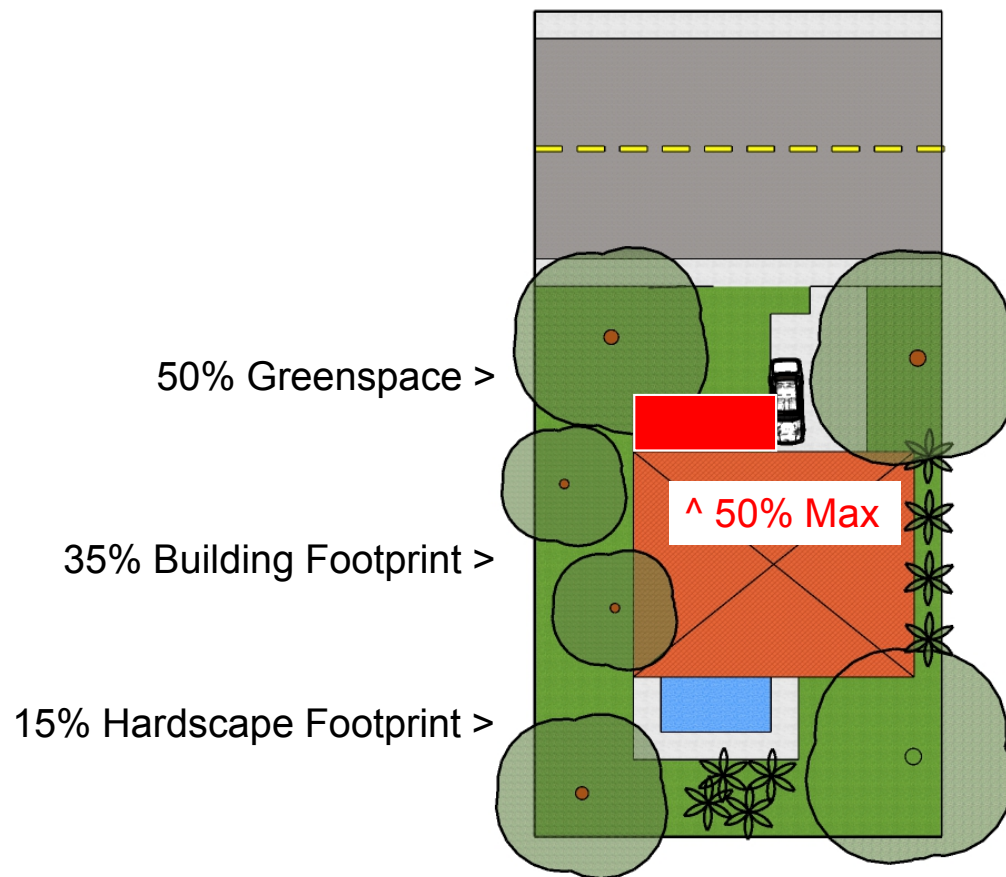 50% Greenspace >
^ 50% Max
35% Building Footprint >
15% Hardscape Footprint >